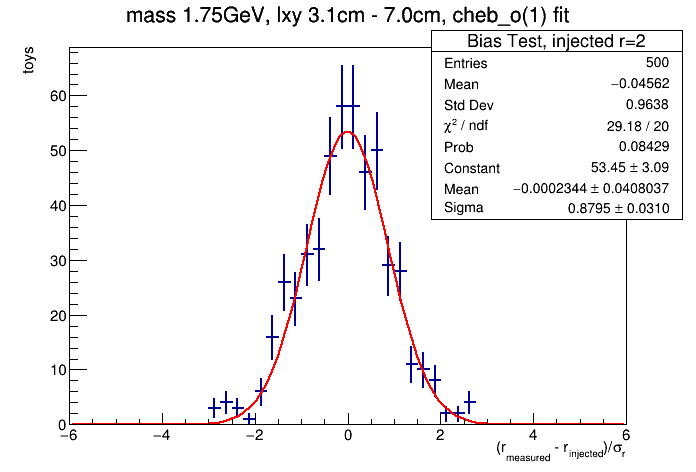 mass 1.75GeV, lxy 3.1cm - 7.0cm, cheb_o(1) fit
toys
Bias Test, injected r=2
Entries 500
Mean −0.04562
Std Dev 0.9638
χ² / ndf 29.18 / 20
Prob 0.08429
Constant 53.45 ± 3.09
Mean −0.0002344 ± 0.0408037
Sigma 0.8795 ± 0.0310
60
50
40
30
20
10
0
−6 −4 −2 0 2 4 6
(r_measured - r_injected)/σ_r